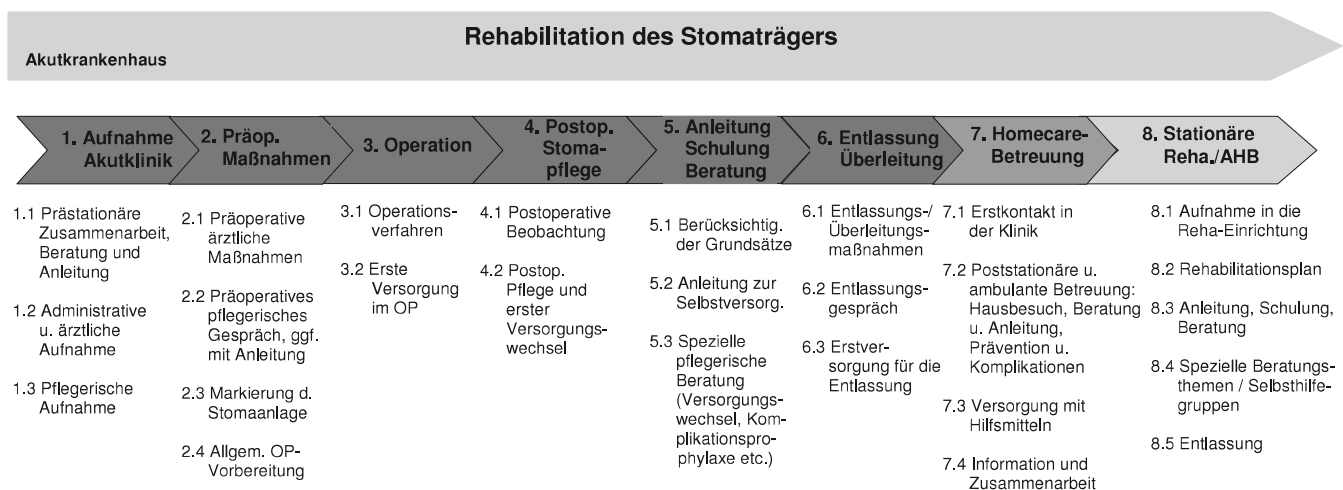 Rehabilitation des Stomaträgers
Akutkrankenhaus
1. Aufnahme
Akutklinik
2. Präop.
Maßnahmen
3. Operation
4. Postop.
Stoma-
pflege
5. Anleitung
Schulung
Beratung
6. Entlassung
Überleitung
7. Homecare-
Betreuung
8. Stationäre
Reha./AHB
1.1 Prästationäre
Zusammenarbeit,
Beratung und
Anleitung
1.2 Administrative
u. ärztliche
Aufnahme
1.3 Pflegerische
Aufnahme
2.1 Präoperative
ärztliche
Maßnahmen
2.2 Präoperatives
pflegerisches
Gespräch, ggf.
mit Anleitung
2.3 Markierung d.
Stomaanlage
2.4 Allgem. OP-
Vorbereitung
3.1 Operations-
verfahren
3.2 Erste
Versorgung
im OP
4.1 Postoperative
Beobachtung
4.2 Postop.
Pflege und
erster
Versorgungs-
wechsel
5.1 Berücksichtig.
der Grundsätze
5.2 Anleitung zur
Selbstversorg.
5.3 Spezielle
pflegerische
Beratung
(Versorgungs-
wechsel, Kom-
plikationspro-
phylaxe etc.)
6.1 Entlassungs-/
Überleitungs-
maßnahmen
6.2 Entlassungs-
gespräch
6.3 Erstver-
sorgung für die
Entlassung
7.1 Erstkontakt in
der Klinik
7.2 Poststationäre u.
ambulante Betreuung:
Hausbesuch, Beratung
u. Anleitung,
Prävention u.
Komplikationen
7.3 Versorgung mit
Hilfsmitteln
7.4 Information und
Zusammenarbeit
8.1 Aufnahme in die
Reha-Einrichtung
8.2 Rehabilitationsplan
8.3 Anleitung, Schulung,
Beratung
8.4 Spezielle Beratungs-
themen / Selbsthilfe-
gruppen
8.5 Entlassung